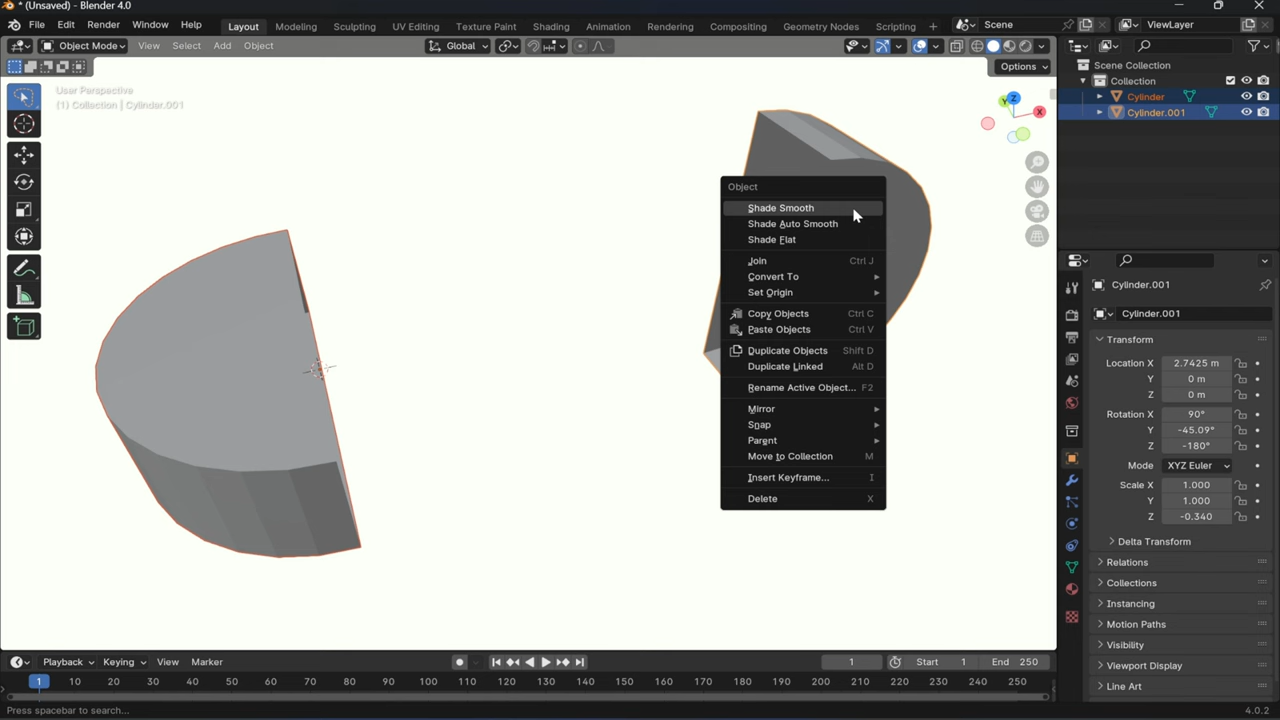 * (Unsaved) - Blender 4.0
File Edit Render Window Help
Layout Modeling Sculpting UV Editing Texture Paint Shading Animation Rendering Compositing Geometry Nodes Scripting +
Scene
ViewLayer
Object Mode View Select Add Object
Global
Options
User Perspective
(1) Collection | Cylinder.001
Z
Y
X
Scene Collection
Collection
Cylinder
Cylinder.001
Object
Shade Smooth
Shade Auto Smooth
Shade Flat
Join Ctrl J
Convert To
Set Origin
Copy Objects Ctrl C
Paste Objects Ctrl V
Duplicate Objects Shift D
Duplicate Linked Alt D
Rename Active Object... F2
Mirror
Snap
Parent
Move to Collection M
Insert Keyframe... I
Delete X
Cylinder.001
Cylinder.001
Transform
Location X 2.7425 m
Y 0 m
Z 0 m
Rotation X 90°
Y -45.09°
Z -180°
Mode XYZ Euler
Scale X 1.000
Y 1.000
Z -0.340
Delta Transform
Relations
Collections
Instancing
Motion Paths
Visibility
Viewport Display
Line Art
Playback Keying View Marker
1 Start 1 End 250
1 10 20 30 40 50 60 70 80 90 100 110 120 130 140 150 160 170 180 190 200 210 220 230 240 250
Press spacebar to search...
4.0.2